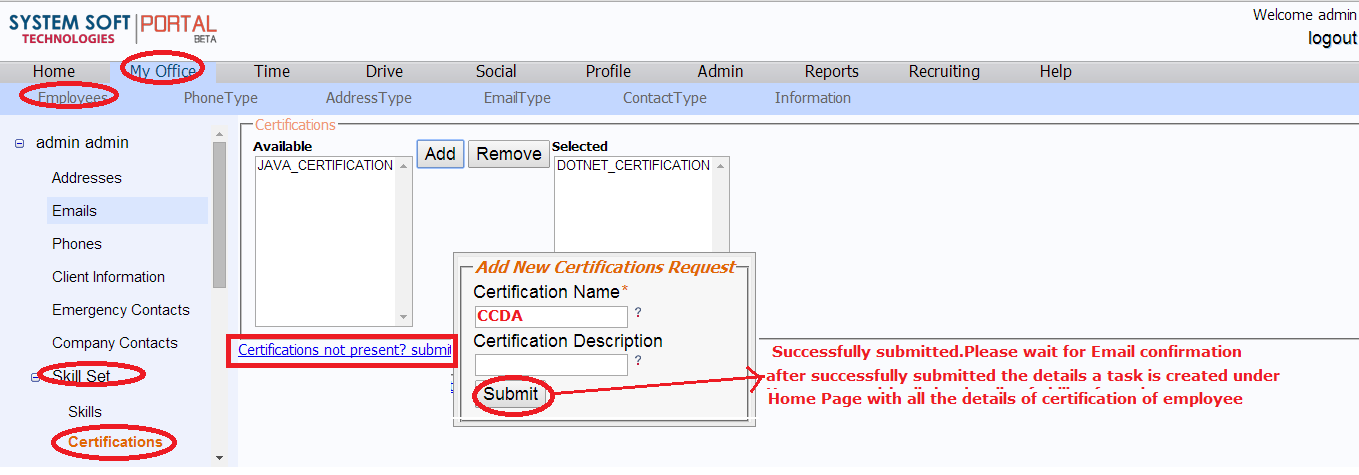 SYSTEM SOFT PORTAL
TECHNOLOGIES BETA
Welcome admin
logout
Home My Office Time Drive Social Profile Admin Reports Recruiting Help
Employees PhoneType AddressType EmailType ContactType Information
admin admin
Addresses
Emails
Phones
Client Information
Emergency Contacts
Company Contacts
Skill Set
Skills
Certifications
Certifications
Available Add Remove Selected
JAVA_CERTIFICATION DOTNET_CERTIFICATION
Certifications not present? submit
Add New Certifications Request
Certification Name*
CCDA ?
Certification Description
?
Submit
Successfully submitted.Please wait for Email confirmation
after successfully submitted the details a task is created under
Home Page with all the details of certification of employee